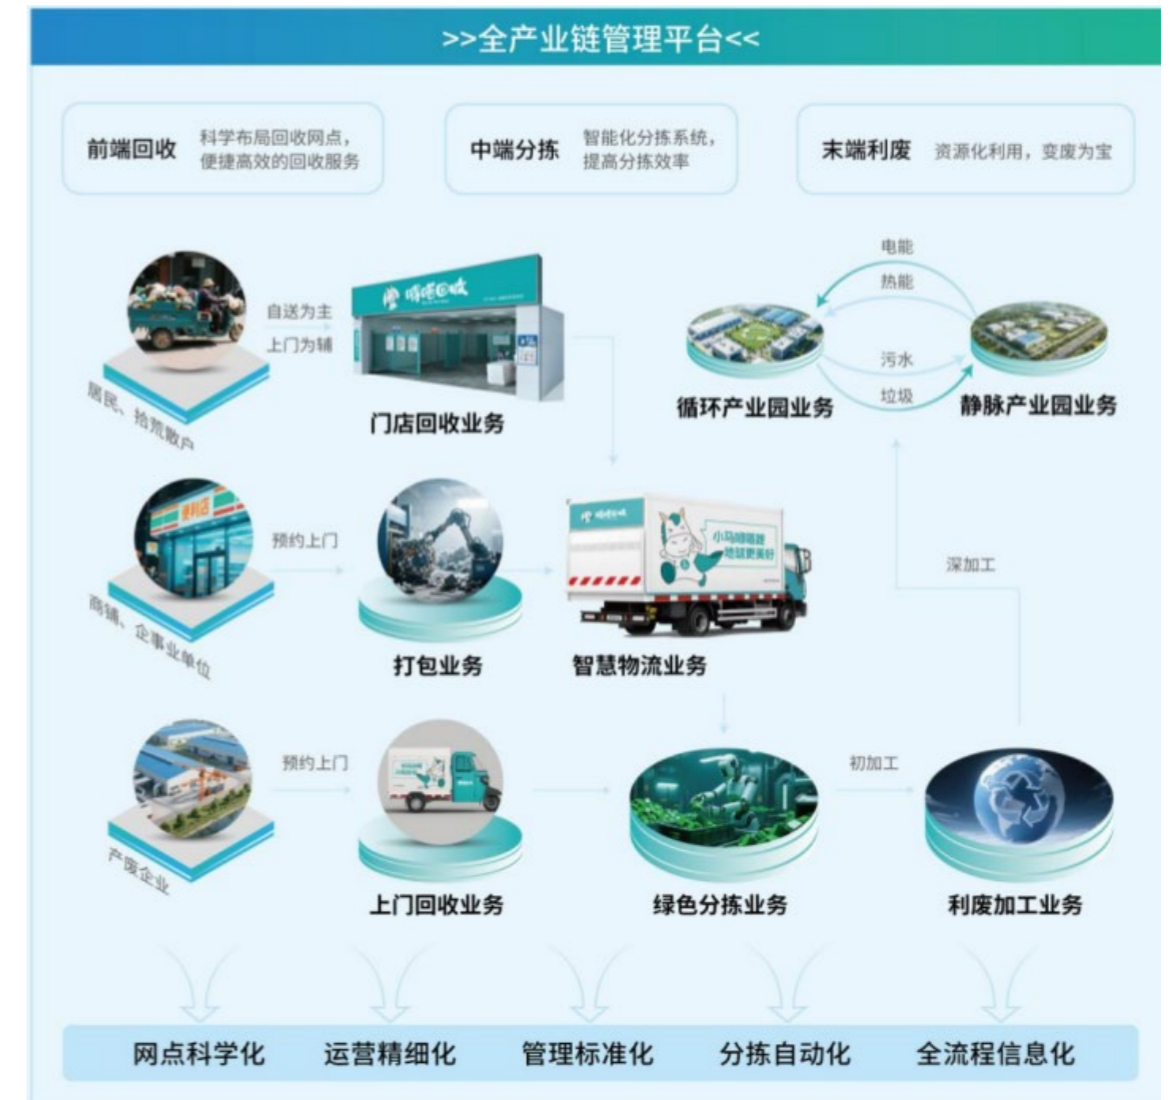 >>全产业链管理平台<<
前端回收
科学布局回收网点，
便捷高效的回收服务
中端分拣
智能化分拣系统，
提高分拣效率
末端利废
资源化利用，变废为宝
自送为主
上门为辅
居民、拾荒散户
门店回收业务
电能
热能
污水
垃圾
循环产业园业务
静脉产业园业务
便利店
预约上门
商铺、企事业单位
打包业务
地球更美好
智慧物流业务
深加工
预约上门
产废企业
上门回收业务
绿色分拣业务
初加工
利废加工业务
网点科学化
运营精细化
管理标准化
分拣自动化
全流程信息化